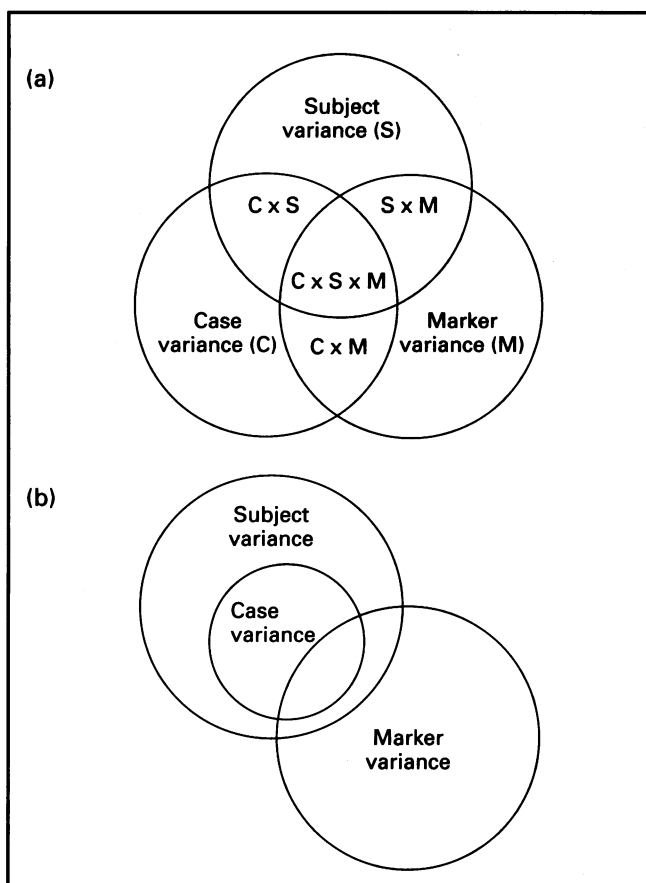 (a)
Subject
variance (S)
C x S
S x M
C x S x M
Case
variance (C)
Marker
variance (M)
C x M
(b)
Subject
variance
Case
variance
Marker
variance